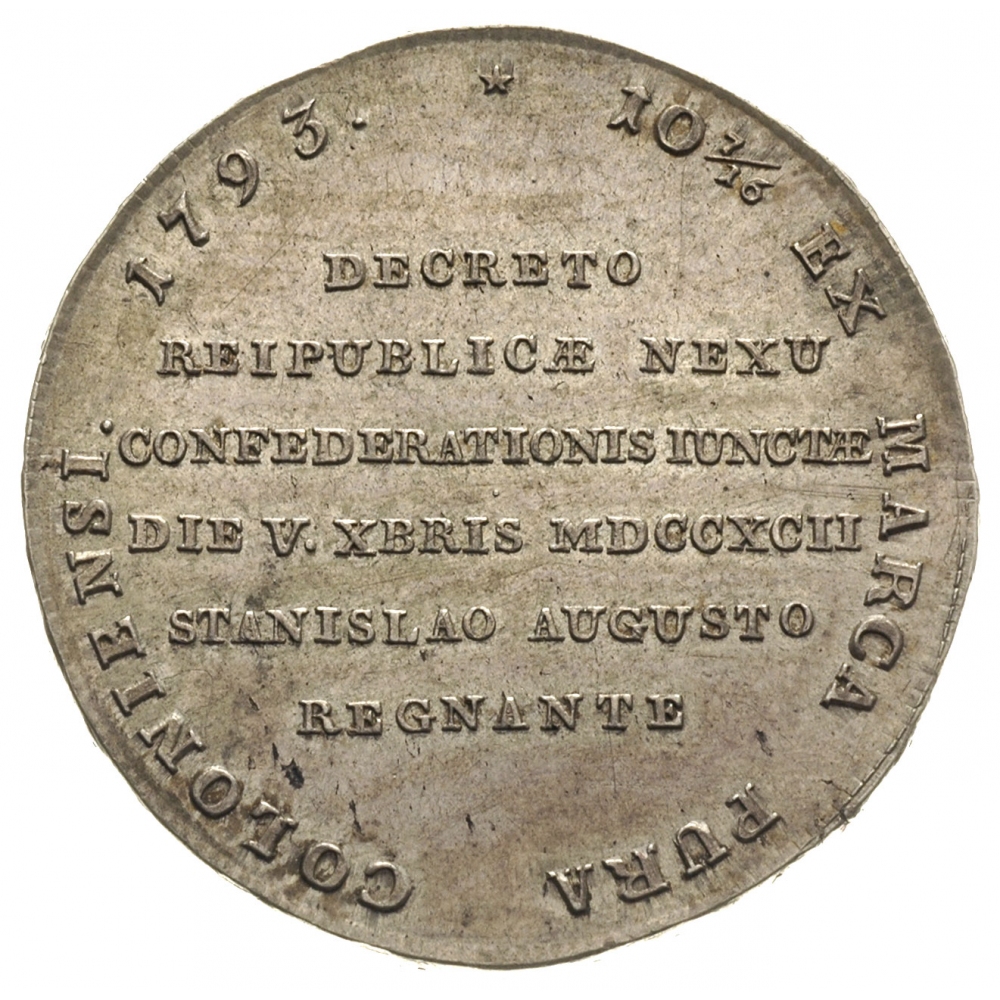 10 7/16 EX MARCA PURA COLONIENSI. 1793.
DECRETO
REIPUBLICÆ NEXU
CONFEDERATIONIS IUNCTÆ
DIE V. XBRIS MDCCXCII
STANISLAO AUGUSTO
REGNANTE